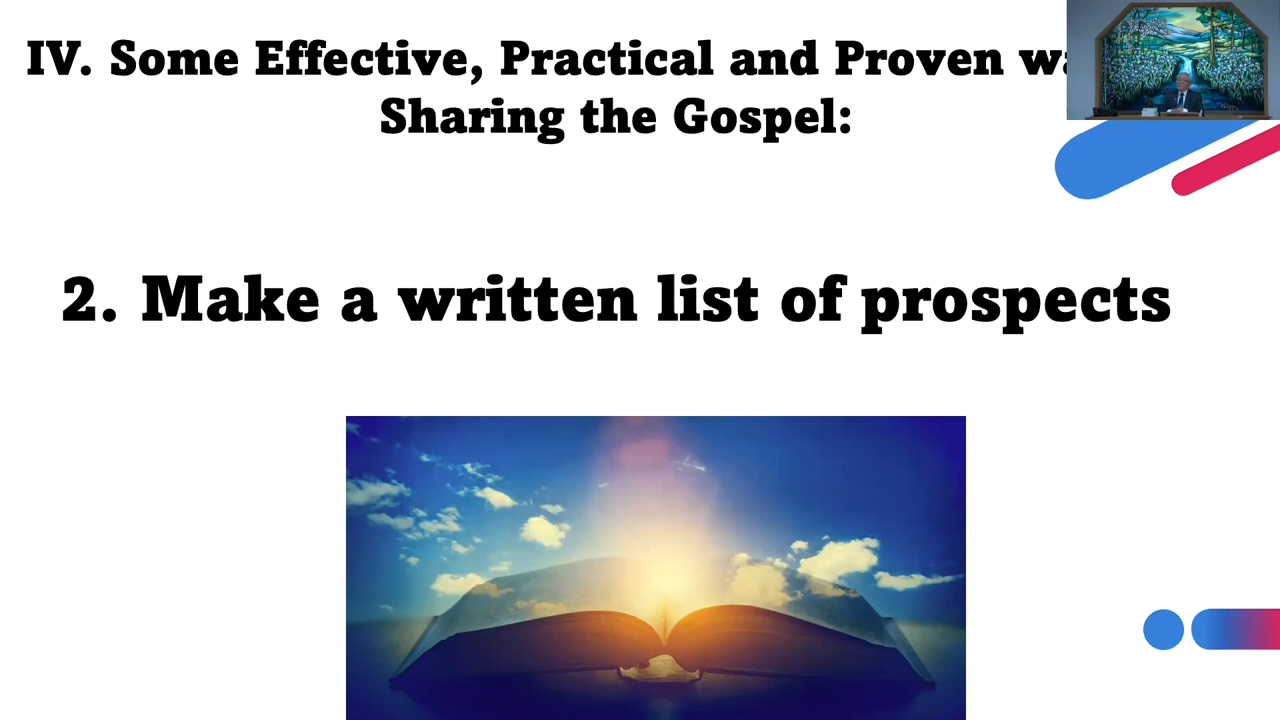 IV. Some Effective, Practical and Proven
Sharing the Gospel:
2. Make a written list of prospects